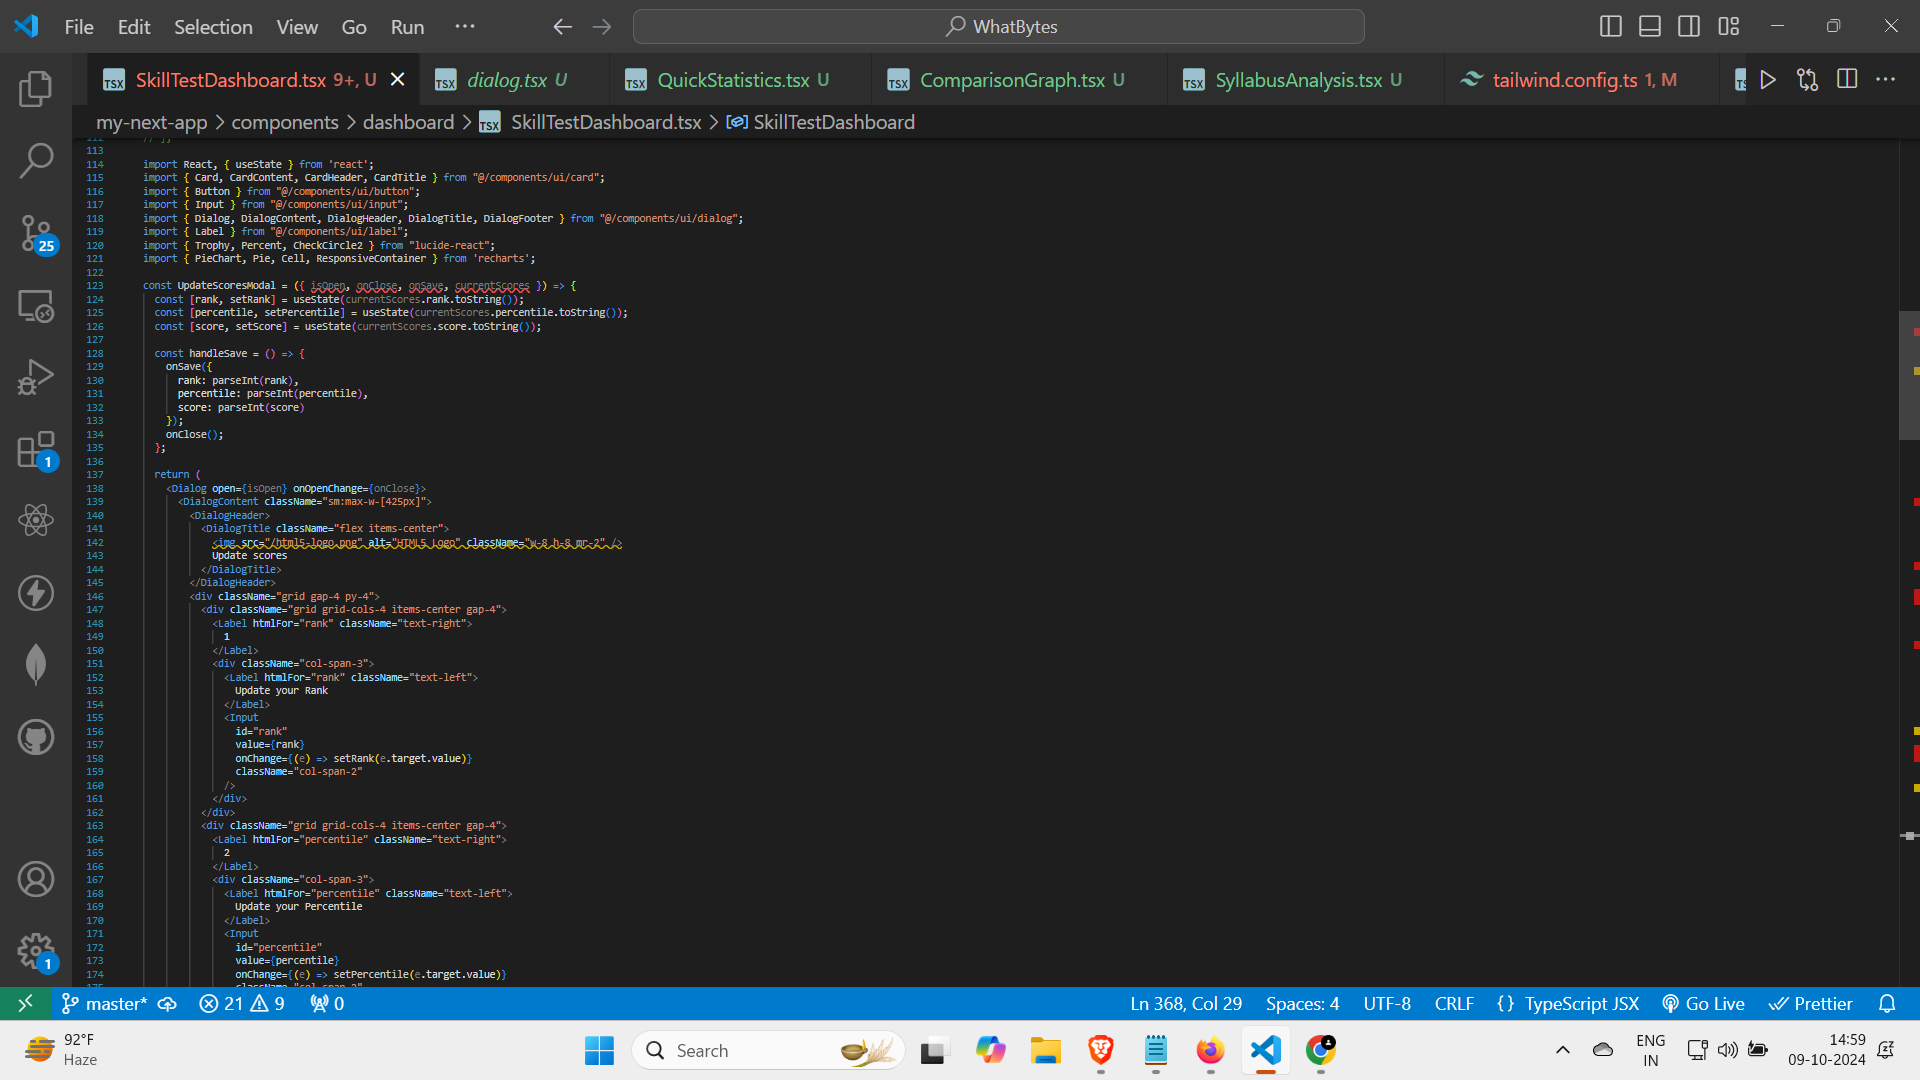 File Edit Selection View Go Run ··· WhatBytes
SkillTestDashboard.tsx 9+, U dialog.tsx U QuickStatistics.tsx U ComparisonGraph.tsx U SyllabusAnalysis.tsx U tailwind.config.ts 1, M
my-next-app > components > dashboard > SkillTestDashboard.tsx > SkillTestDashboard
113
114 import React, { useState } from 'react';
115 import { Card, CardContent, CardHeader, CardTitle } from "@/components/ui/card";
116 import { Button } from "@/components/ui/button";
117 import { Input } from "@/components/ui/input";
118 import { Dialog, DialogContent, DialogHeader, DialogTitle, DialogFooter } from "@/components/ui/dialog";
119 import { Label } from "@/components/ui/label";
120 import { Trophy, Percent, CheckCircle2 } from "lucide-react";
121 import { PieChart, Pie, Cell, ResponsiveContainer } from 'recharts';
122
123 const UpdateScoresModal = ({ isOpen, onClose, onSave, currentScores }) => {
124 const [rank, setRank] = useState(currentScores.rank.toString());
125 const [percentile, setPercentile] = useState(currentScores.percentile.toString());
126 const [score, setScore] = useState(currentScores.score.toString());
127
128 const handleSave = () => {
129 onSave({
130 rank: parseInt(rank),
131 percentile: parseInt(percentile),
132 score: parseInt(score)
133 });
134 onClose();
135 };
136
137 return (
138 <Dialog open={isOpen} onOpenChange={onClose}>
139 <DialogContent className="sm:max-w-[425px]">
140 <DialogHeader>
141 <DialogTitle className="flex items-center">
142 <img src="/html5-logo.png" alt="HTML5 Logo" className="w-8 h-8 mr-2" />
143 Update scores
144 </DialogTitle>
145 </DialogHeader>
146 <div className="grid gap-4 py-4">
147 <div className="grid grid-cols-4 items-center gap-4">
148 <Label htmlFor="rank" className="text-right">
149 1
150 </Label>
151 <div className="col-span-3">
152 <Label htmlFor="rank" className="text-left">
153 Update your Rank
154 </Label>
155 <Input
156 id="rank"
157 value={rank}
158 onChange={(e) => setRank(e.target.value)}
159 className="col-span-2"
160 />
161 </div>
162 </div>
163 <div className="grid grid-cols-4 items-center gap-4">
164 <Label htmlFor="percentile" className="text-right">
165 2
166 </Label>
167 <div className="col-span-3">
168 <Label htmlFor="percentile" className="text-left">
169 Update your Percentile
170 </Label>
171 <Input
172 id="percentile"
173 value={percentile}
174 onChange={(e) => setPercentile(e.target.value)}
25
1
1
master* 21 9 0 Ln 368, Col 29 Spaces: 4 UTF-8 CRLF {} TypeScript JSX Go Live Prettier
92°F
Haze
Search
ENG
IN
14:59
09-10-2024